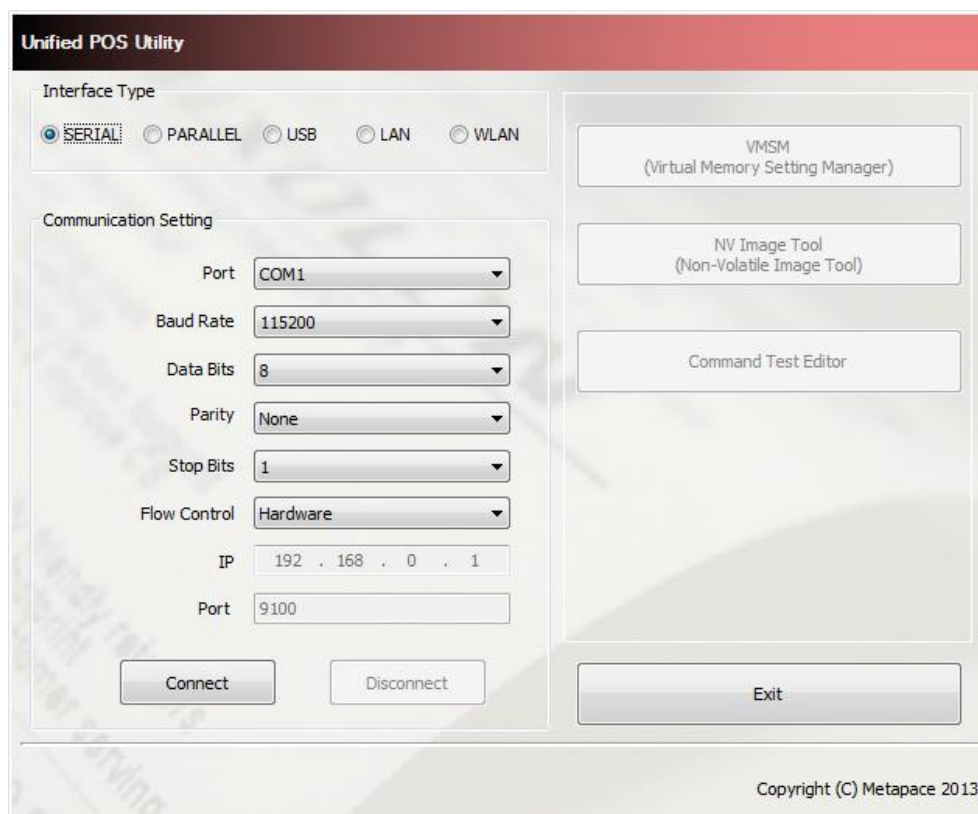 Unified POS Utility
Interface Type
SERIAL PARALLEL USB LAN WLAN
Communication Setting
Port COM1
Baud Rate 115200
Data Bits 8
Parity None
Stop Bits 1
Flow Control Hardware
IP 192 . 168 . 0 . 1
Port 9100
Connect Disconnect
VMSM
(Virtual Memory Setting Manager)
NV Image Tool
(Non-Volatile Image Tool)
Command Test Editor
Exit
Copyright (C) Metapace 2013